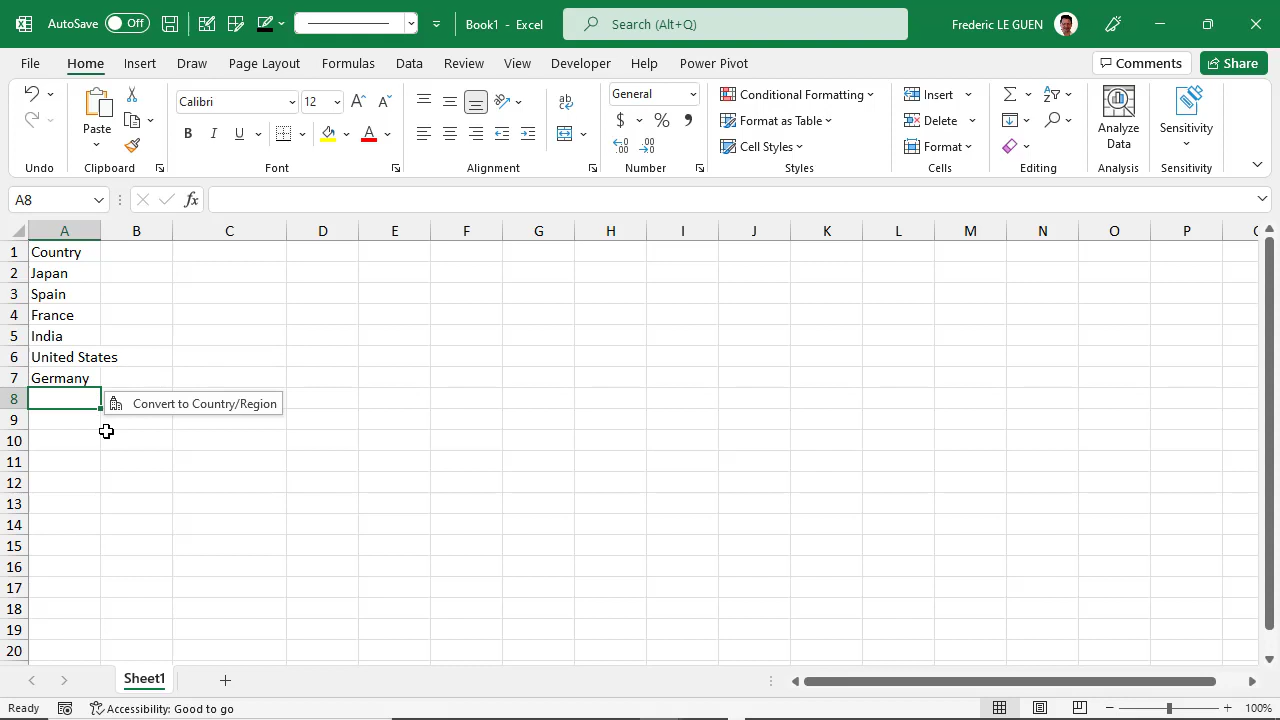 AutoSave Off Book1 - Excel Search (Alt+Q) Frederic LE GUEN
File Home Insert Draw Page Layout Formulas Data Review View Developer Help Power Pivot Comments Share
Paste
Calibri 12
B I U A
General
$ % 9
Conditional Formatting
Format as Table
Cell Styles
Insert
Delete
Format
Analyze Data
Sensitivity
Undo Clipboard Font Alignment Number Styles Cells Editing Analysis Sensitivity
A8 fx
A B C D E F G H I J K L M N O P
1 Country
2 Japan
3 Spain
4 France
5 India
6 United States
7 Germany
8 Convert to Country/Region
9
10
11
12
13
14
15
16
17
18
19
20
Sheet1
Ready Accessibility: Good to go 100%